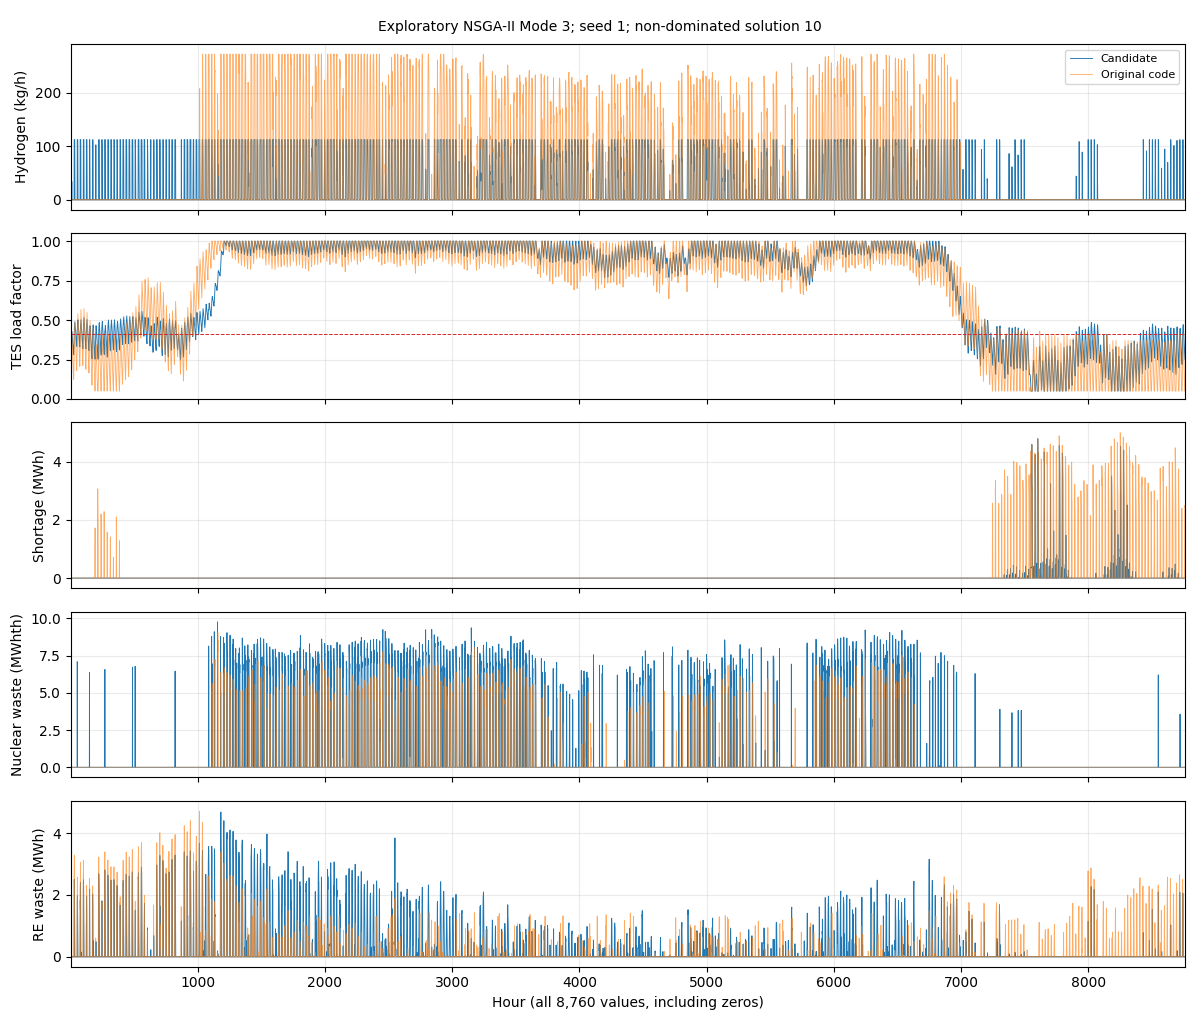 Exploratory NSGA-II Mode 3; seed 1; non-dominated solution 10
Hydrogen (kg/h)
200
100
0
Candidate
Original code
TES load factor
1.00
0.75
0.50
0.25
0.00
Shortage (MWh)
4
2
0
Nuclear waste (MWhth)
10.0
7.5
5.0
2.5
0.0
RE waste (MWh)
4
2
0
1000 2000 3000 4000 5000 6000 7000 8000
Hour (all 8,760 values, including zeros)